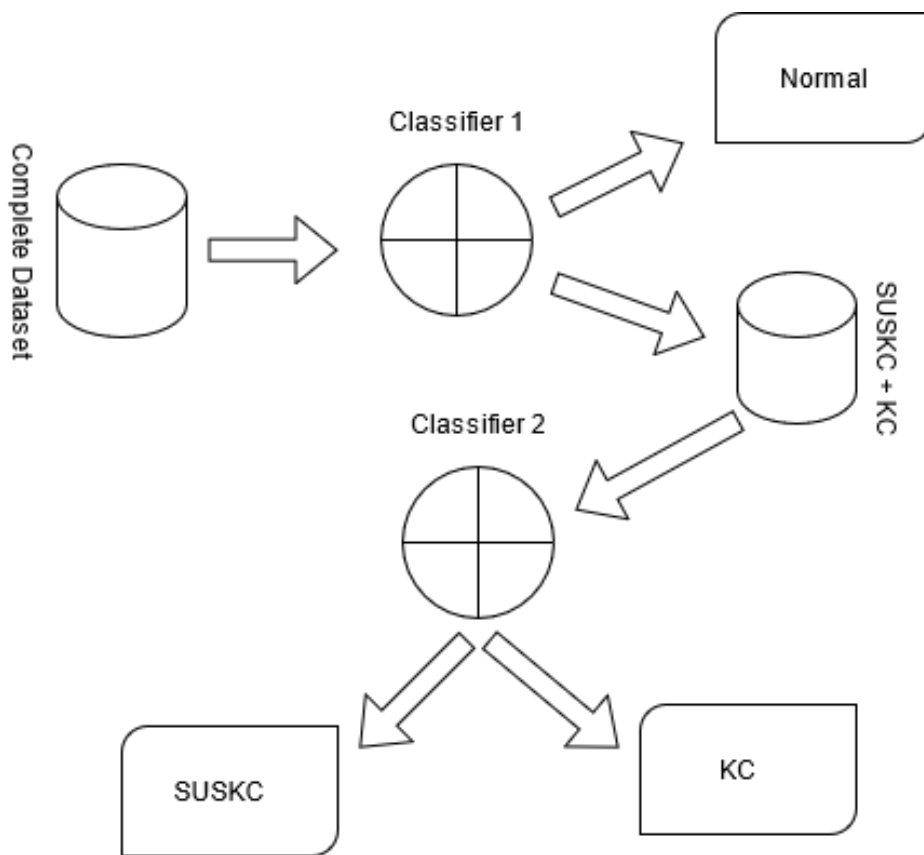 Normal
Classifier 1
Complete Dataset
SUSKC + KC
Classifier 2
SUSKC
KC